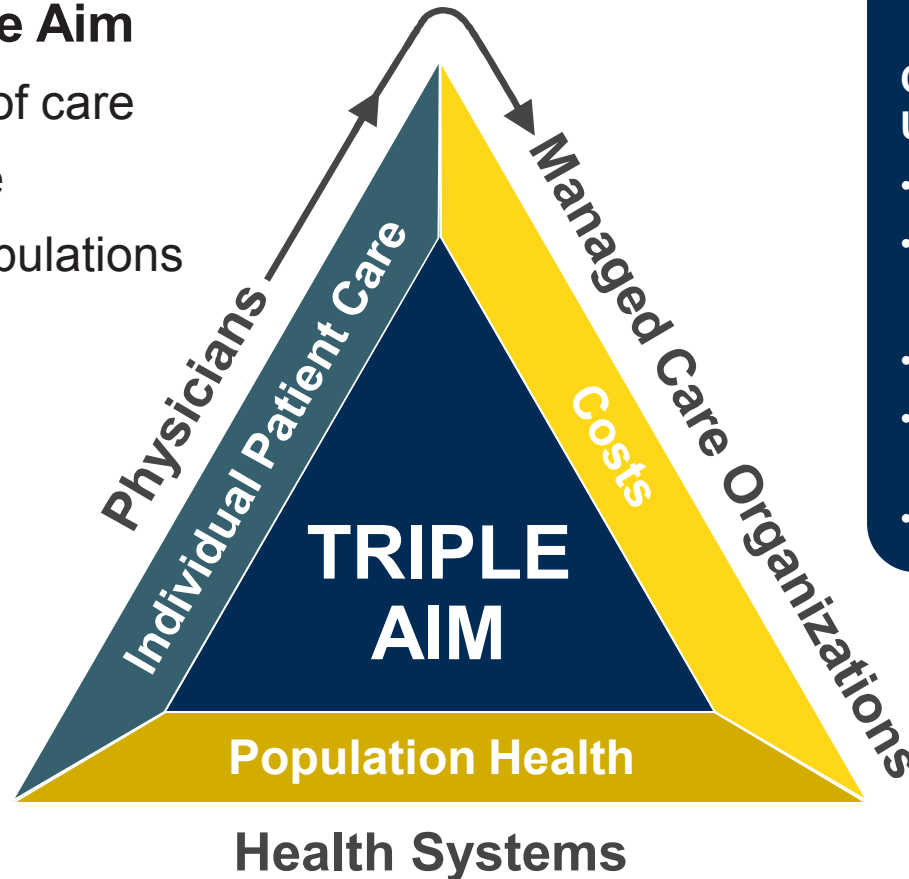 e Aim
of care
e
pulations
Physicians
Individual Patient Care
Managed Care Organizations
Costs
TRIPLE
AIM
Population Health
Health Systems